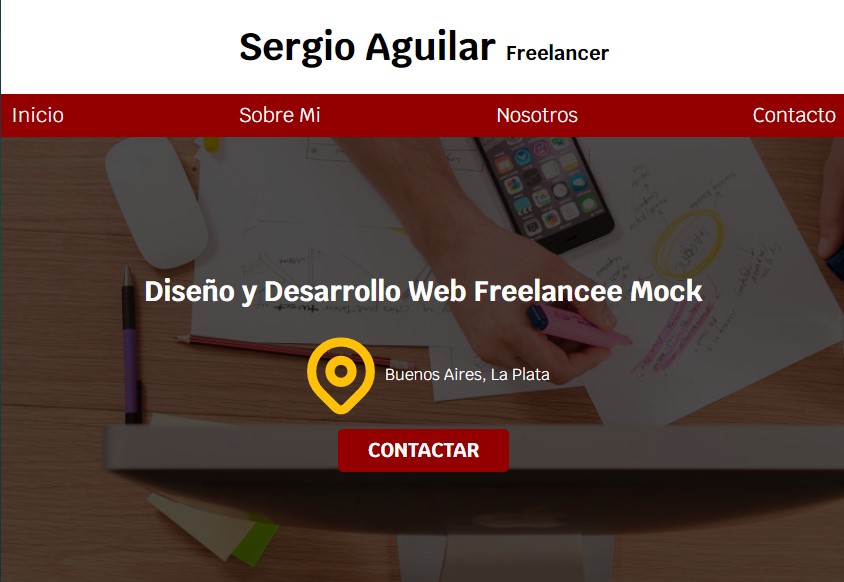 Sergio Aguilar Freelancer
Inicio Sobre Mi Nosotros Contacto
Diseño y Desarrollo Web Freelancee Mock
Buenos Aires, La Plata
CONTACTAR